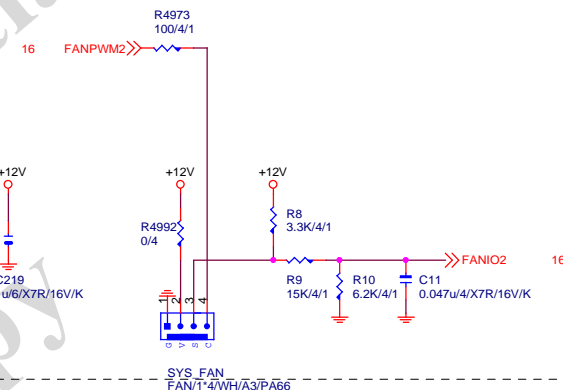 R4973
100/4/1
16 FANPWM2
+12V +12V +12V
R4992
0/4
R8
3.3K/4/1
FANIO2 16
R9
15K/4/1
R10
6.2K/4/1
C11
0.047u/4/X7R/16V/K
C219
u/6/X7R/16V/K
1 2 3 4
G V S C
SYS_FAN
FAN/1*4/WH/A3/PA66